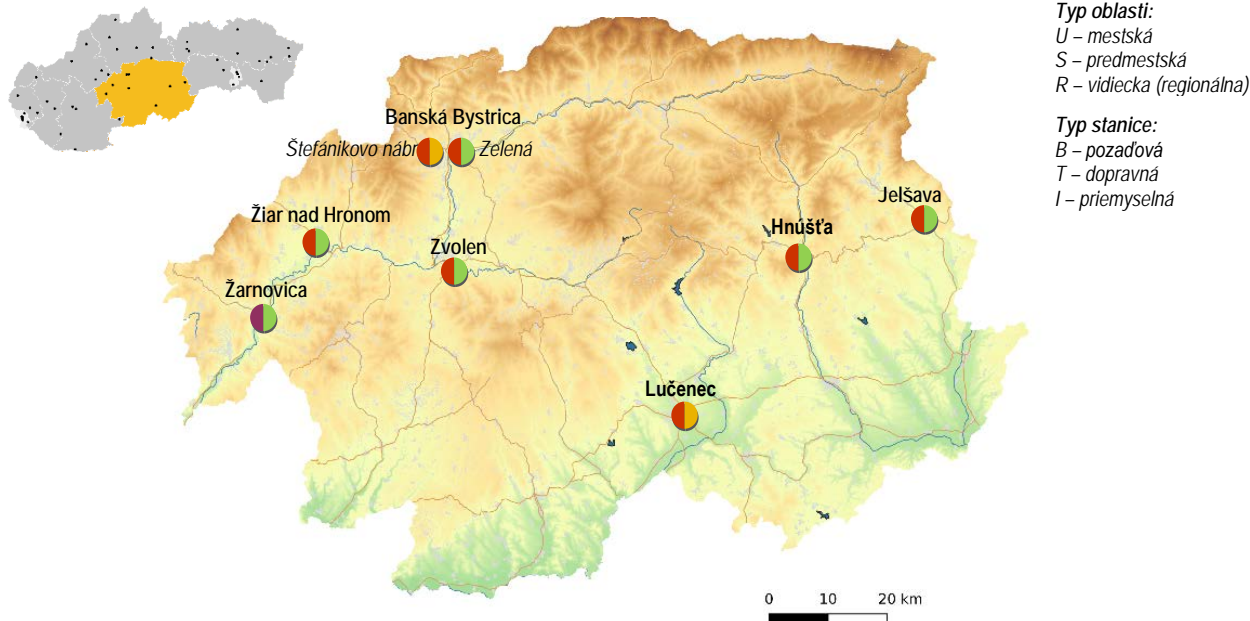 Typ oblasti:
U – mestská
S – predmestská
R – vidiecka (regionálna)
Typ stanice:
B – pozaďová
T – dopravná
I – priemyselná
Banská Bystrica
Štefánikovo nábr
Zelená
Jelšava
Žiar nad Hronom
Hnúšťa
Zvolen
Žarnovica
Lučenec
0 10 20 km